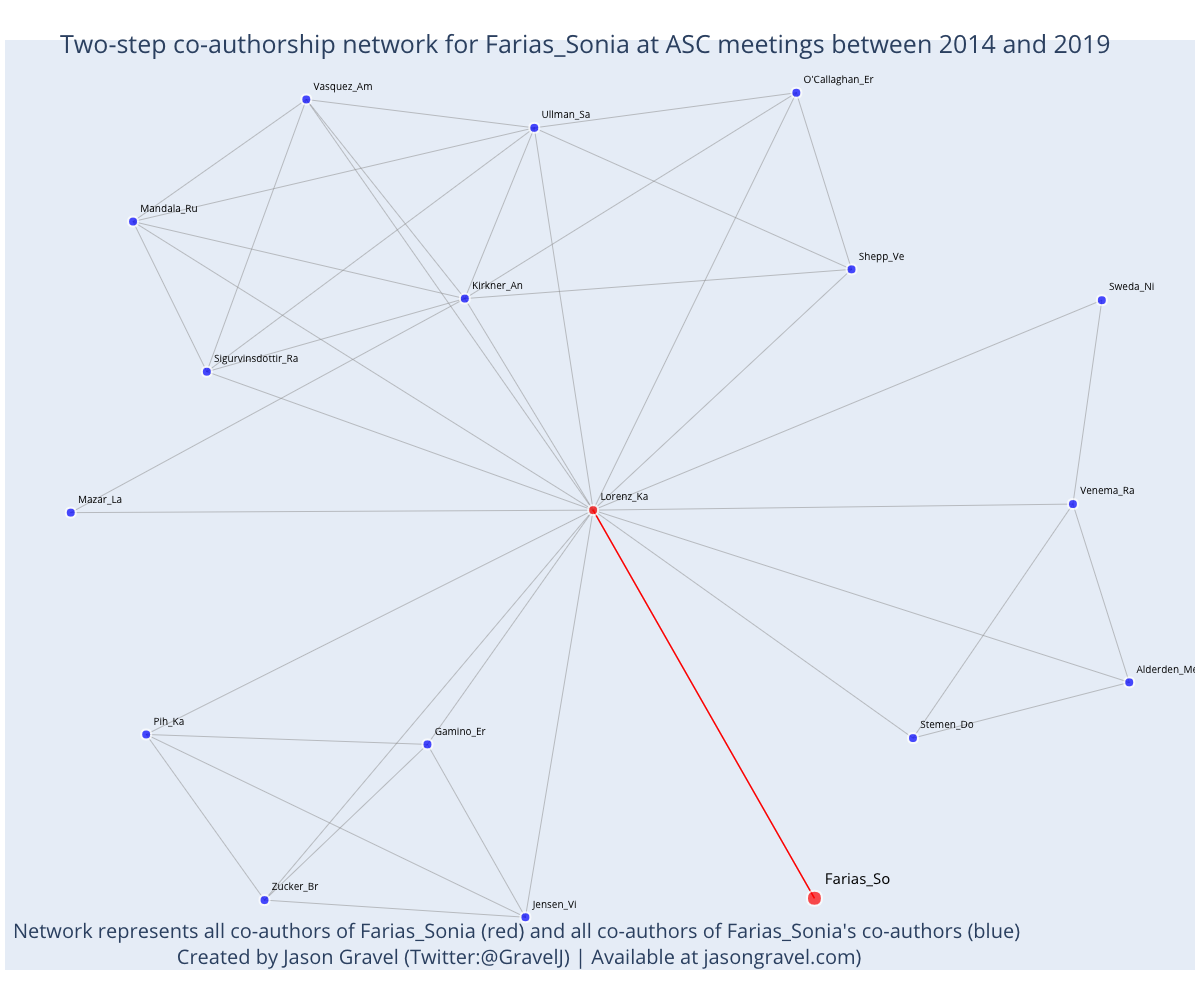 Two-step co-authorship network for Farias_Sonia at ASC meetings between 2014 and 2019
O'Callaghan_Er
Vasquez_Am
Ullman_Sa
Mandala_Ru
Shepp_Ve
Kirkner_An
Sweda_Ni
Sigurvinsdottir_Ra
Venema_Ra
Lorenz_Ka
Mazar_La
Alderden_Me
Pih_Ka
Stemen_Do
Gamino_Er
Farias_So
Zucker_Br
Jensen_Vi
Network represents all co-authors of Farias_Sonia (red) and all co-authors of Farias_Sonia's co-authors (blue)
Created by Jason Gravel (Twitter:@GravelJ) | Available at jasongravel.com)